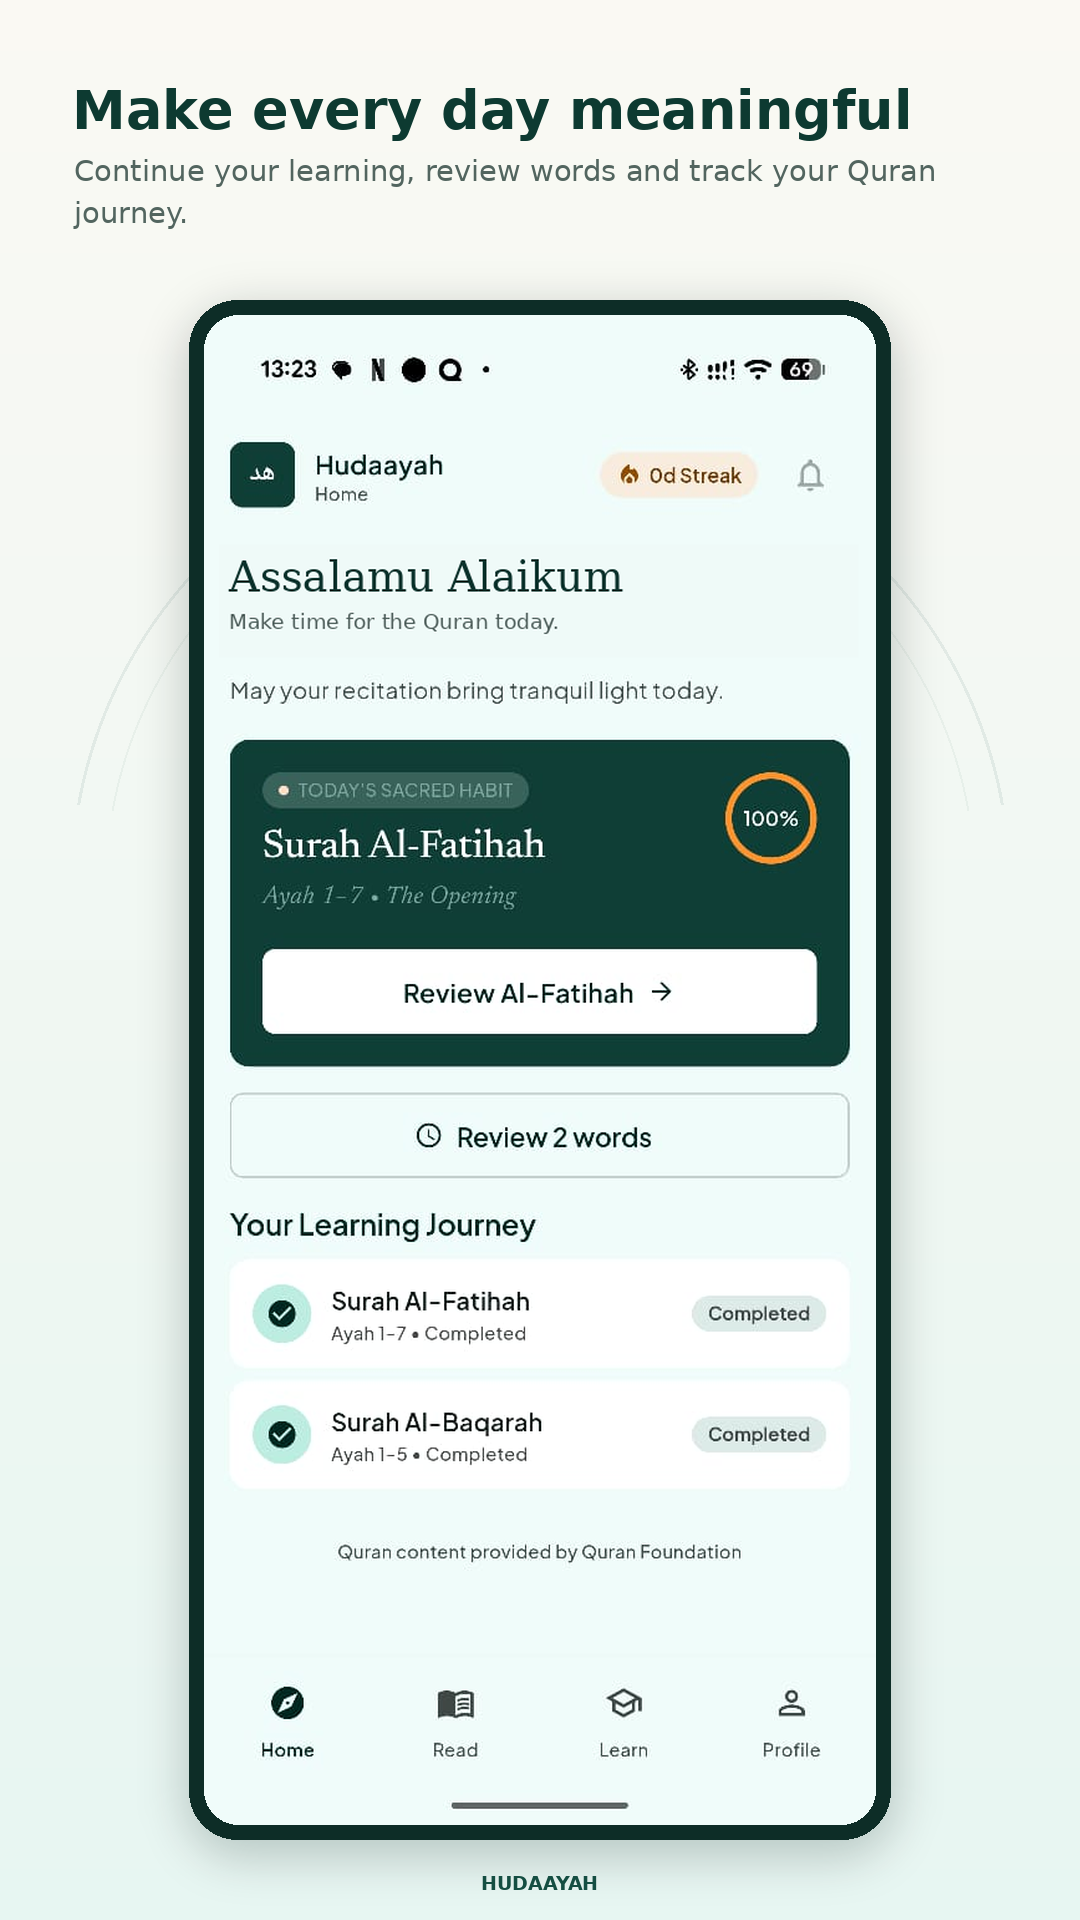 Make every day meaningful
Continue your learning, review words and track your Quran
journey.
13:23
69
هد
Hudaayah
Home
0d Streak
Assalamu Alaikum
Make time for the Quran today.
May your recitation bring tranquil light today.
TODAY'S SACRED HABIT
100%
Surah Al-Fatihah
Ayah 1–7 • The Opening
Review Al-Fatihah →
Review 2 words
Your Learning Journey
Surah Al-Fatihah
Ayah 1–7 • Completed
Completed
Surah Al-Baqarah
Ayah 1–5 • Completed
Completed
Quran content provided by Quran Foundation
Home
Read
Learn
Profile
HUDAAYAH